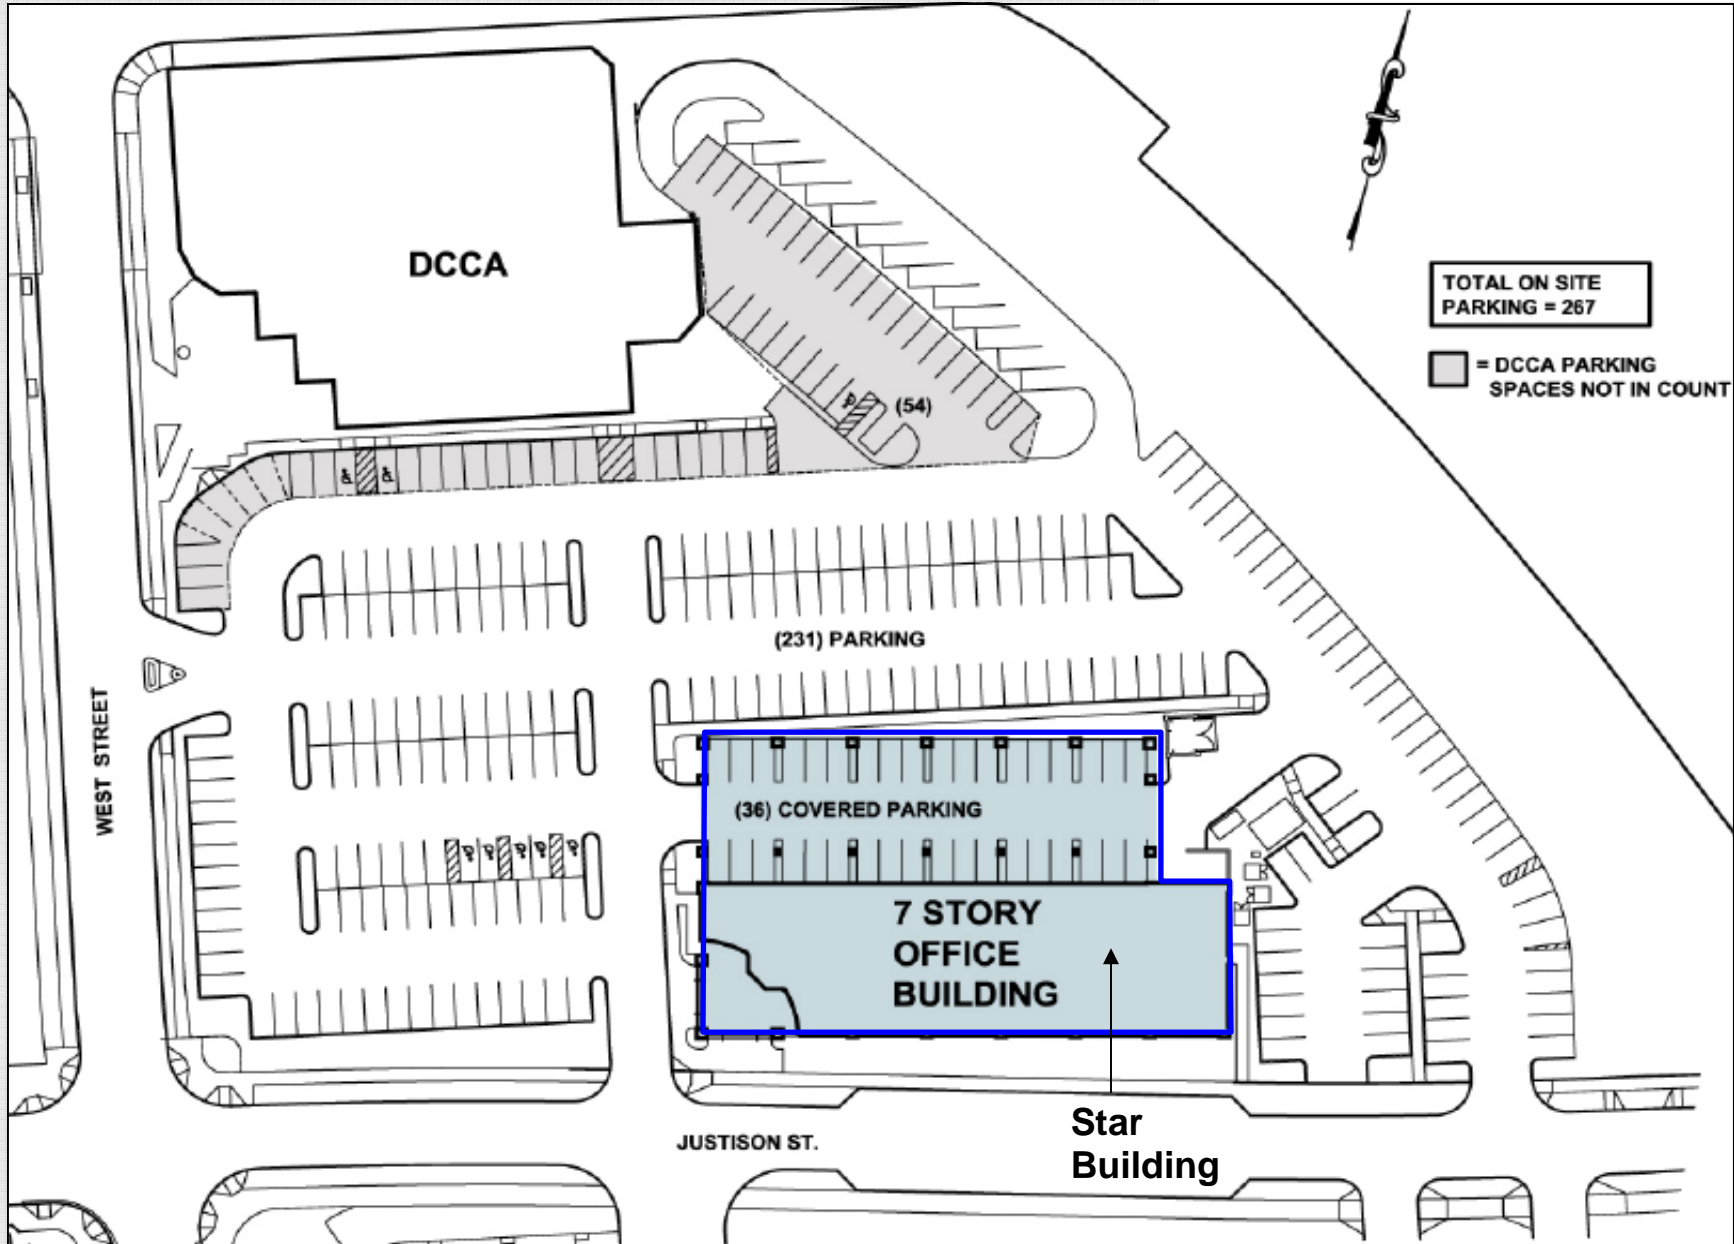 DCCA
TOTAL ON SITE
PARKING = 267
= DCCA PARKING
SPACES NOT IN COUNT
(54)
(231) PARKING
WEST STREET
(36) COVERED PARKING
7 STORY
OFFICE
BUILDING
Star
Building
JUSTISON ST.